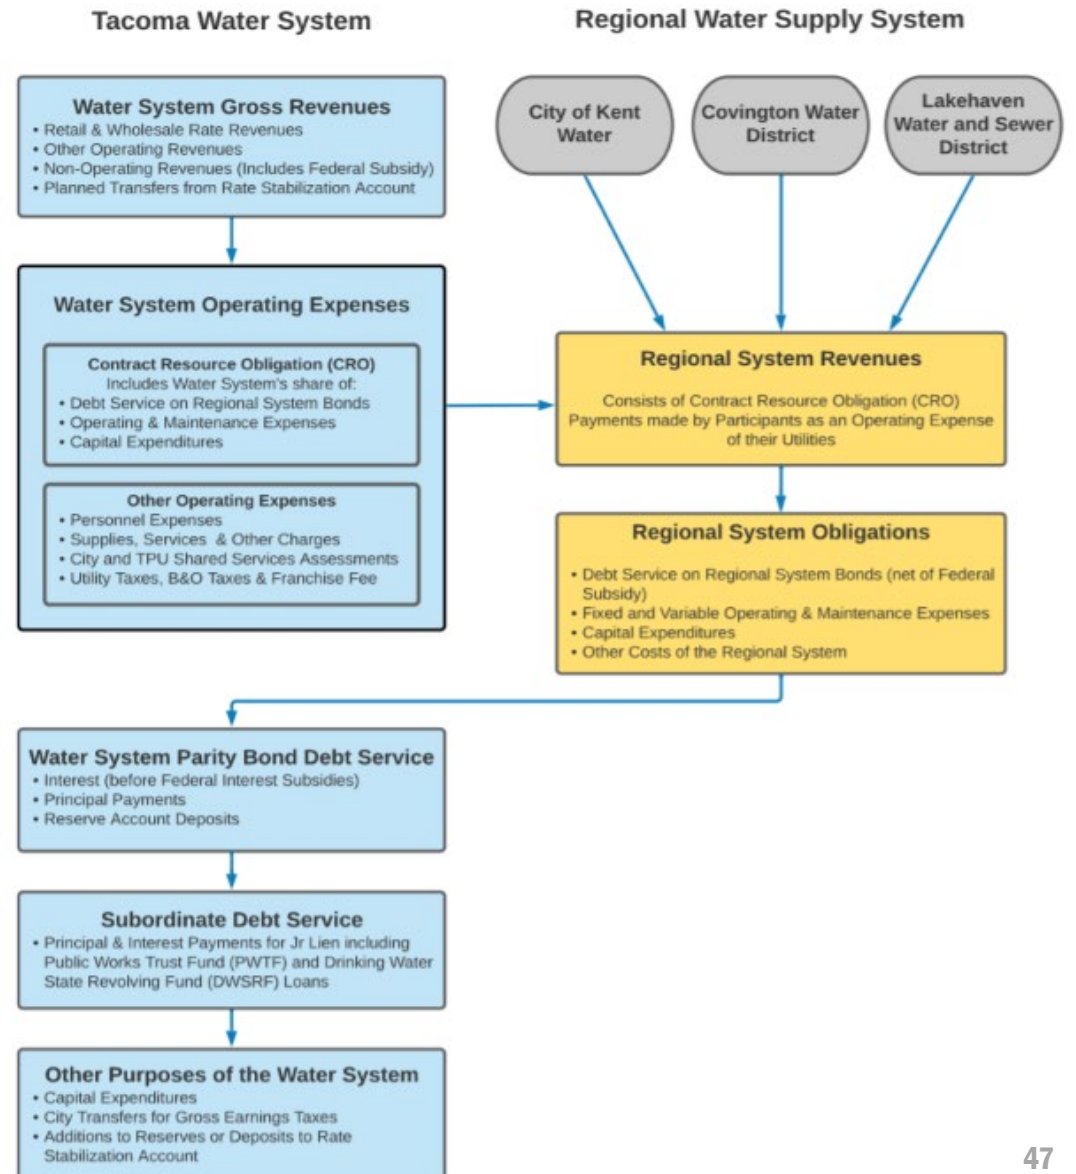 Tacoma Water System
Regional Water Supply System
Water System Gross Revenues
• Retail & Wholesale Rate Revenues
• Other Operating Revenues
• Non-Operating Revenues (Includes Federal Subsidy)
• Planned Transfers from Rate Stabilization Account
City of Kent
Water
Covington Water
District
Lakehaven
Water and Sewer
District
Water System Operating Expenses
Contract Resource Obligation (CRO)
Includes Water System's share of:
• Debt Service on Regional System Bonds
• Operating & Maintenance Expenses
• Capital Expenditures
Other Operating Expenses
• Personnel Expenses
• Supplies, Services & Other Charges
• City and TPU Shared Services Assessments
• Utility Taxes, B&O Taxes & Franchise Fee
Regional System Revenues
Consists of Contract Resource Obligation (CRO)
Payments made by Participants as an Operating Expense
of their Utilities
Regional System Obligations
• Debt Service on Regional System Bonds (net of Federal
Subsidy)
• Fixed and Variable Operating & Maintenance Expenses
• Capital Expenditures
• Other Costs of the Regional System
Water System Parity Bond Debt Service
• Interest (before Federal Interest Subsidies)
• Principal Payments
• Reserve Account Deposits
Subordinate Debt Service
• Principal & Interest Payments for Jr Lien including
Public Works Trust Fund (PWTF) and Drinking Water
State Revolving Fund (DWSRF) Loans
Other Purposes of the Water System
• Capital Expenditures
• City Transfers for Gross Earnings Taxes
• Additions to Reserves or Deposits to Rate
Stabilization Account
47